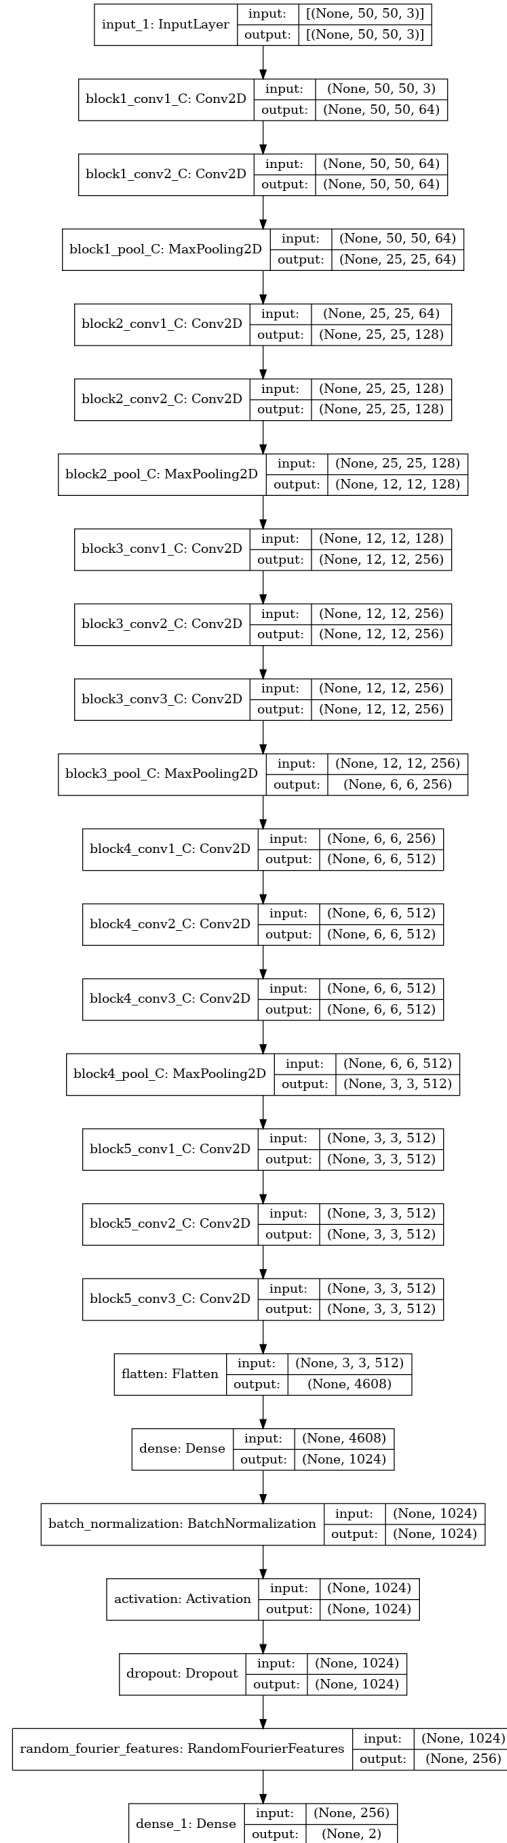 input_1: InputLayer input: [(None, 50, 50, 3)]
output: [(None, 50, 50, 3)]
block1_conv1_C: Conv2D input: (None, 50, 50, 3)
output: (None, 50, 50, 64)
block1_conv2_C: Conv2D input: (None, 50, 50, 64)
output: (None, 50, 50, 64)
block1_pool_C: MaxPooling2D input: (None, 50, 50, 64)
output: (None, 25, 25, 64)
block2_conv1_C: Conv2D input: (None, 25, 25, 64)
output: (None, 25, 25, 128)
block2_conv2_C: Conv2D input: (None, 25, 25, 128)
output: (None, 25, 25, 128)
block2_pool_C: MaxPooling2D input: (None, 25, 25, 128)
output: (None, 12, 12, 128)
block3_conv1_C: Conv2D input: (None, 12, 12, 128)
output: (None, 12, 12, 256)
block3_conv2_C: Conv2D input: (None, 12, 12, 256)
output: (None, 12, 12, 256)
block3_conv3_C: Conv2D input: (None, 12, 12, 256)
output: (None, 12, 12, 256)
block3_pool_C: MaxPooling2D input: (None, 12, 12, 256)
output: (None, 6, 6, 256)
block4_conv1_C: Conv2D input: (None, 6, 6, 256)
output: (None, 6, 6, 512)
block4_conv2_C: Conv2D input: (None, 6, 6, 512)
output: (None, 6, 6, 512)
block4_conv3_C: Conv2D input: (None, 6, 6, 512)
output: (None, 6, 6, 512)
block4_pool_C: MaxPooling2D input: (None, 6, 6, 512)
output: (None, 3, 3, 512)
block5_conv1_C: Conv2D input: (None, 3, 3, 512)
output: (None, 3, 3, 512)
block5_conv2_C: Conv2D input: (None, 3, 3, 512)
output: (None, 3, 3, 512)
block5_conv3_C: Conv2D input: (None, 3, 3, 512)
output: (None, 3, 3, 512)
flatten: Flatten input: (None, 3, 3, 512)
output: (None, 4608)
dense: Dense input: (None, 4608)
output: (None, 1024)
batch_normalization: BatchNormalization input: (None, 1024)
output: (None, 1024)
activation: Activation input: (None, 1024)
output: (None, 1024)
dropout: Dropout input: (None, 1024)
output: (None, 1024)
random_fourier_features: RandomFourierFeatures input: (None, 1024)
output: (None, 256)
dense_1: Dense input: (None, 256)
output: (None, 2)